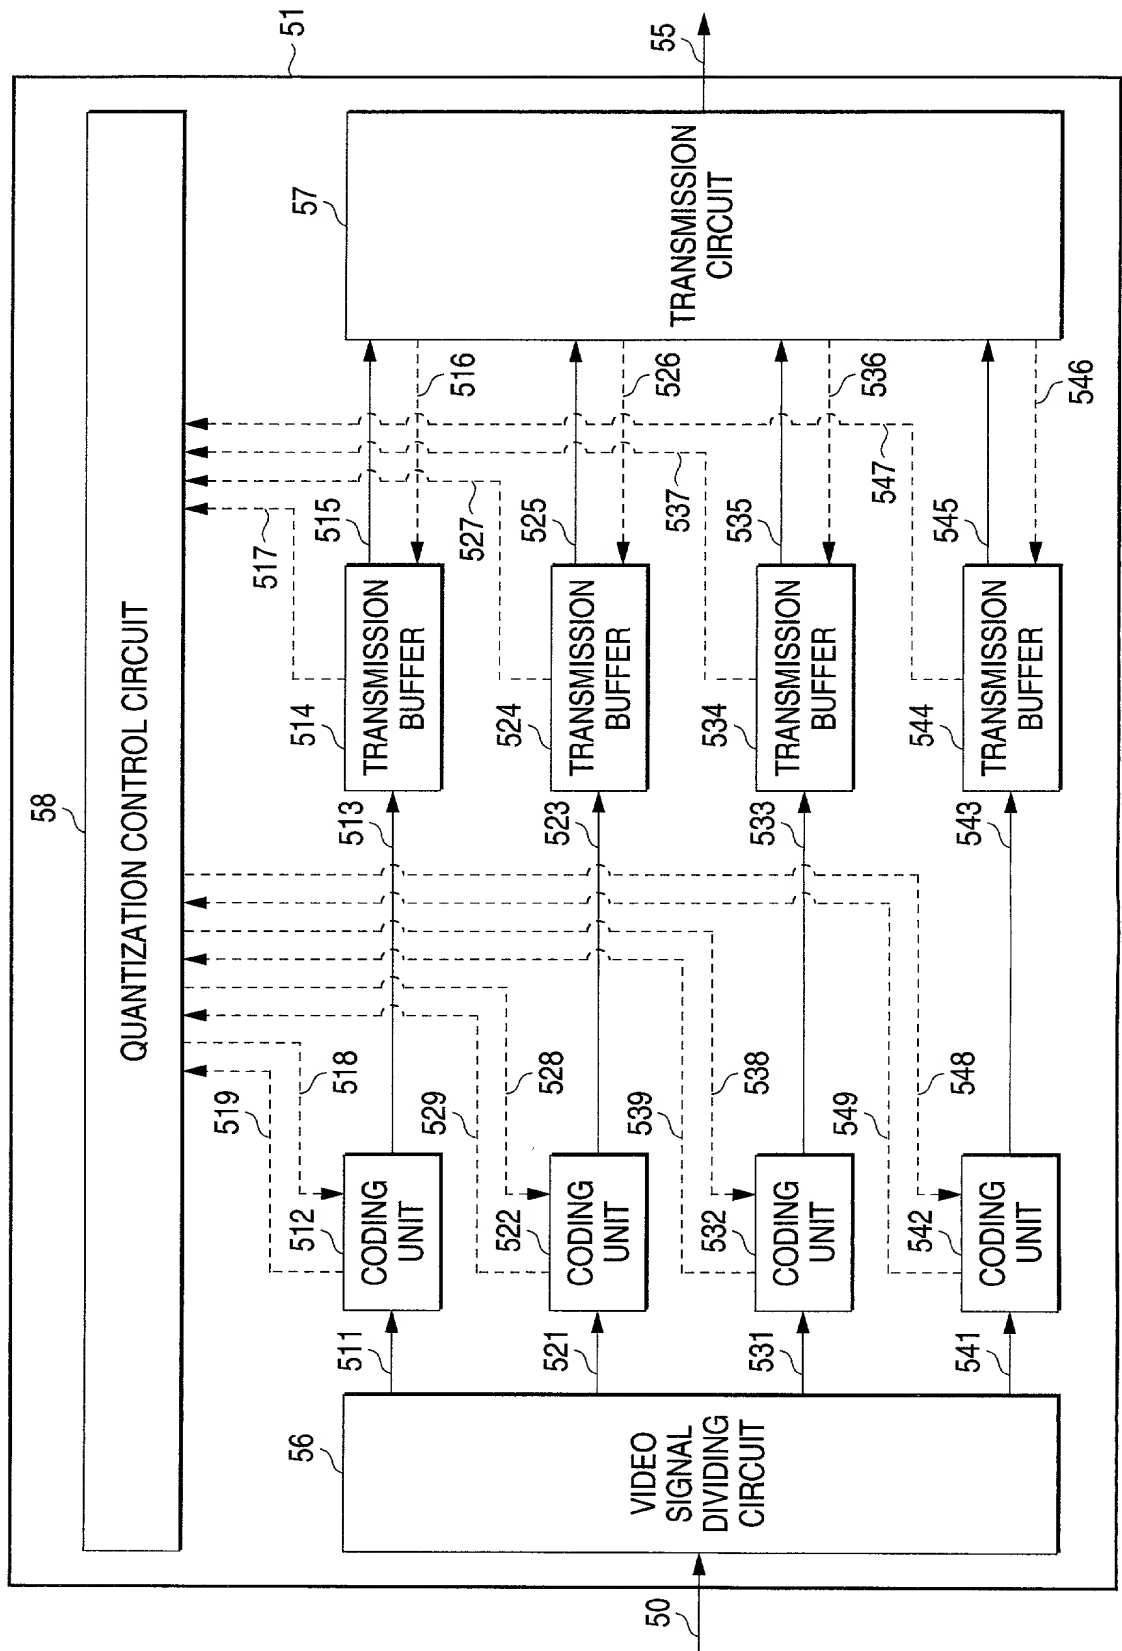 51
58
QUANTIZATION CONTROL CIRCUIT
519
518
517
512
511
CODING
UNIT
513
514
TRANSMISSION
BUFFER
515
516
529
528
527
522
521
CODING
UNIT
523
524
TRANSMISSION
BUFFER
525
526
539
538
537
532
531
CODING
UNIT
533
534
TRANSMISSION
BUFFER
535
536
549
548
547
542
541
CODING
UNIT
543
544
TRANSMISSION
BUFFER
545
546
50
56
VIDEO
SIGNAL
DIVIDING
CIRCUIT
57
TRANSMISSION
CIRCUIT
55